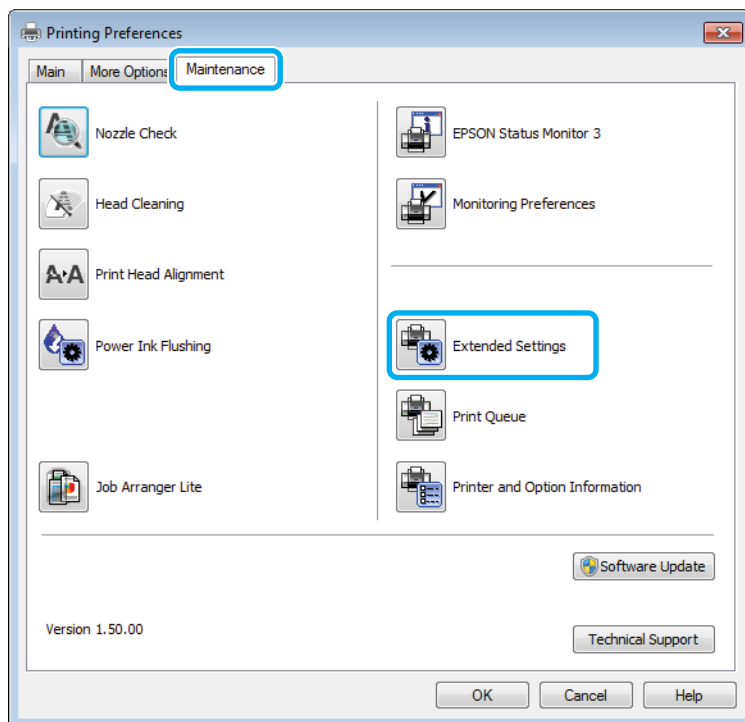 Printing Preferences
Main
More Options
Maintenance
Nozzle Check
Head Cleaning
A A Print Head Alignment
Power Ink Flushing
Job Arranger Lite
EPSON Status Monitor 3
Monitoring Preferences
Extended Settings
Print Queue
Printer and Option Information
Software Update
Version 1.50.00
Technical Support
OK
Cancel
Help